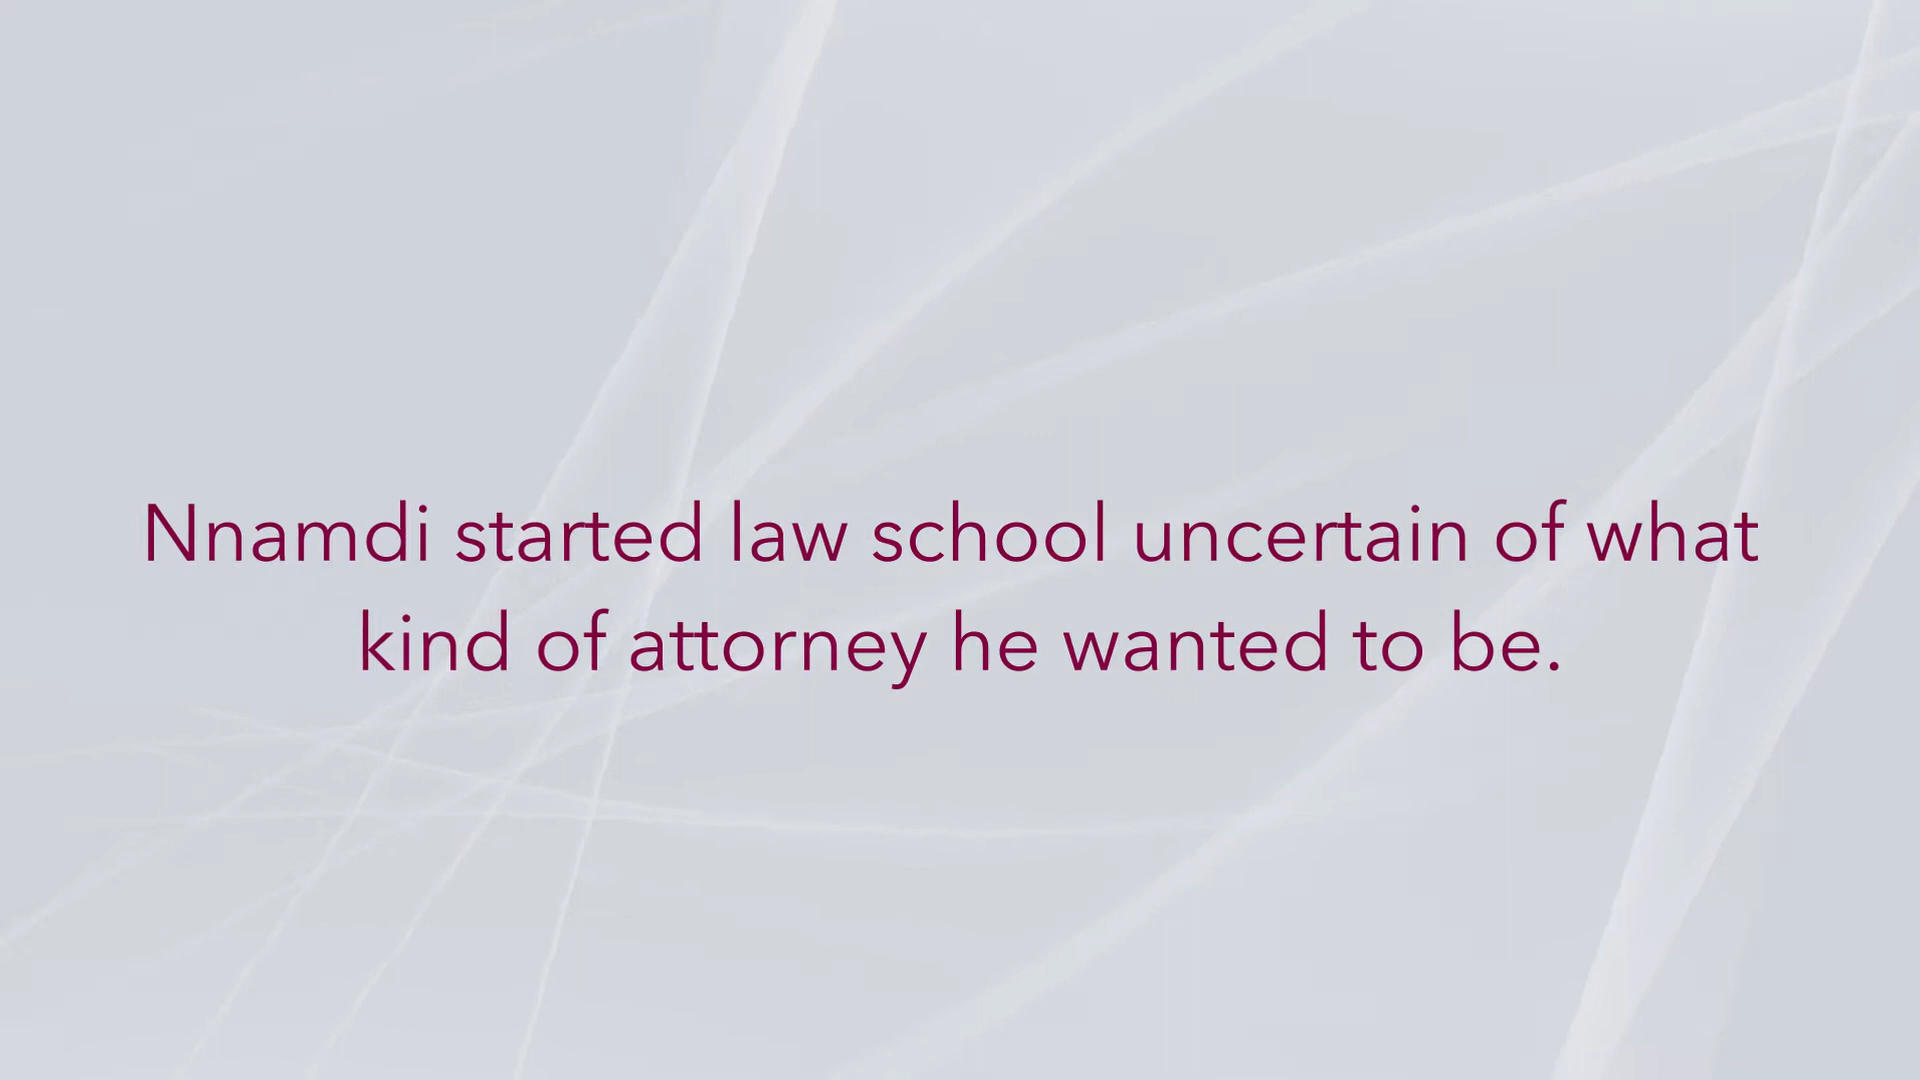 Nnamdi started law school uncertain of what
kind of attorney he wanted to be.